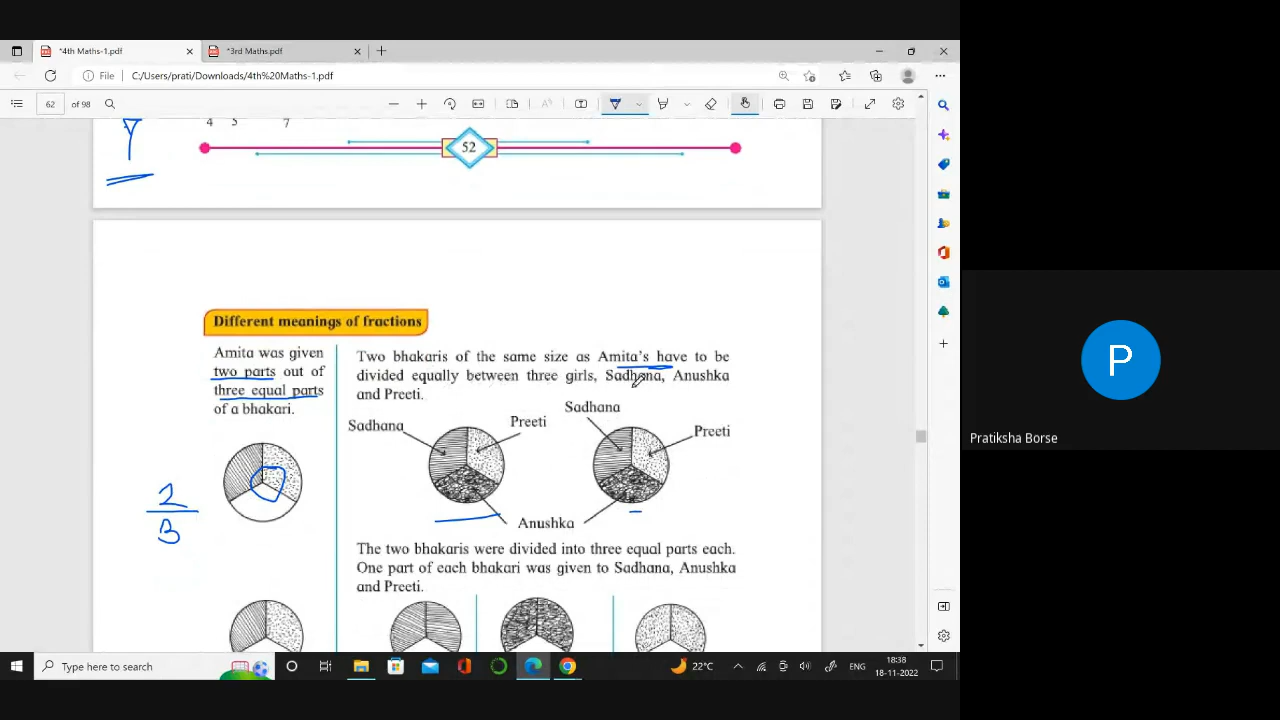 *4th Maths-1.pdf
*3rd Maths.pdf
File
C:/Users/prati/Downloads/4th%20Maths-1.pdf
62 of 98
4 5 7
52
Different meanings of fractions
Amita was given
two parts out of
three equal parts
of a bhakari.
2
3
Two bhakaris of the same size as Amita's have to be
divided equally between three girls, Sadhana, Anushka
and Preeti.
Sadhana
Preeti
Sadhana
Preeti
Anushka
The two bhakaris were divided into three equal parts each.
One part of each bhakari was given to Sadhana, Anushka
and Preeti.
P
Pratiksha Borse
Type here to search
22°C
ENG
18:38
18-11-2022